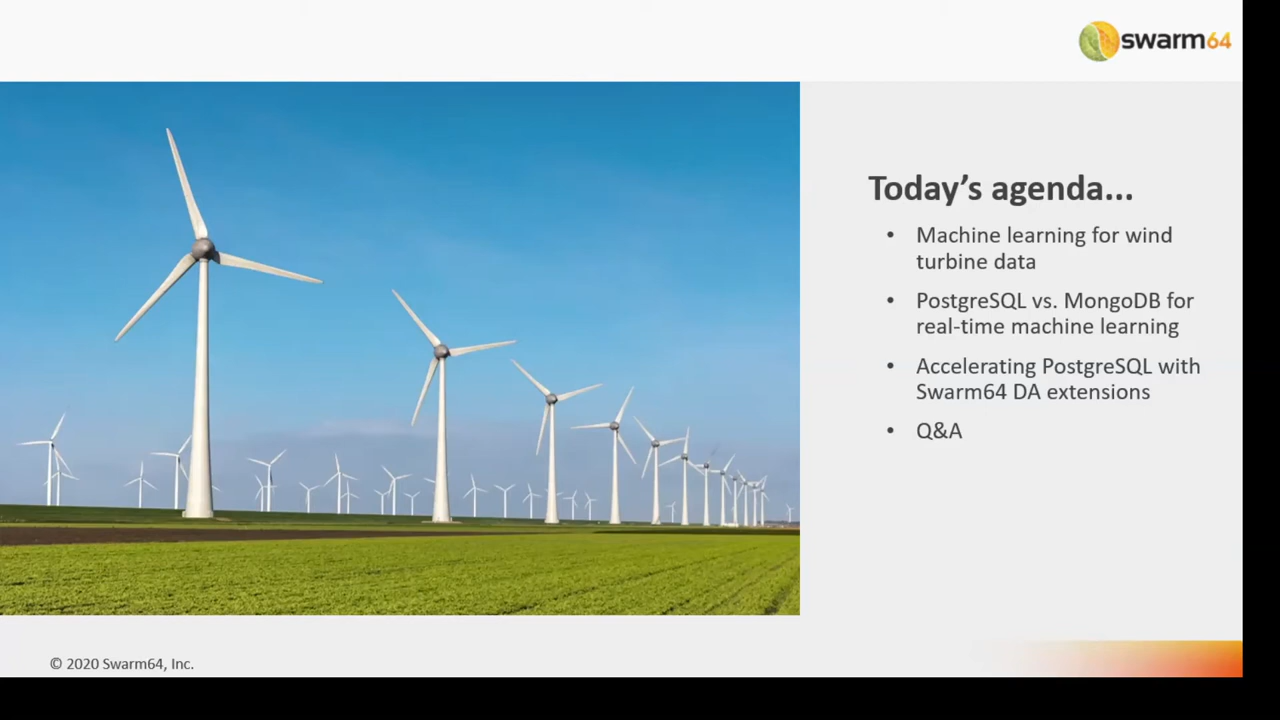 swarm64
Today's agenda...
• Machine learning for wind
turbine data
• PostgreSQL vs. MongoDB for
real-time machine learning
• Accelerating PostgreSQL with
Swarm64 DA extensions
• Q&A
© 2020 Swarm64, Inc.